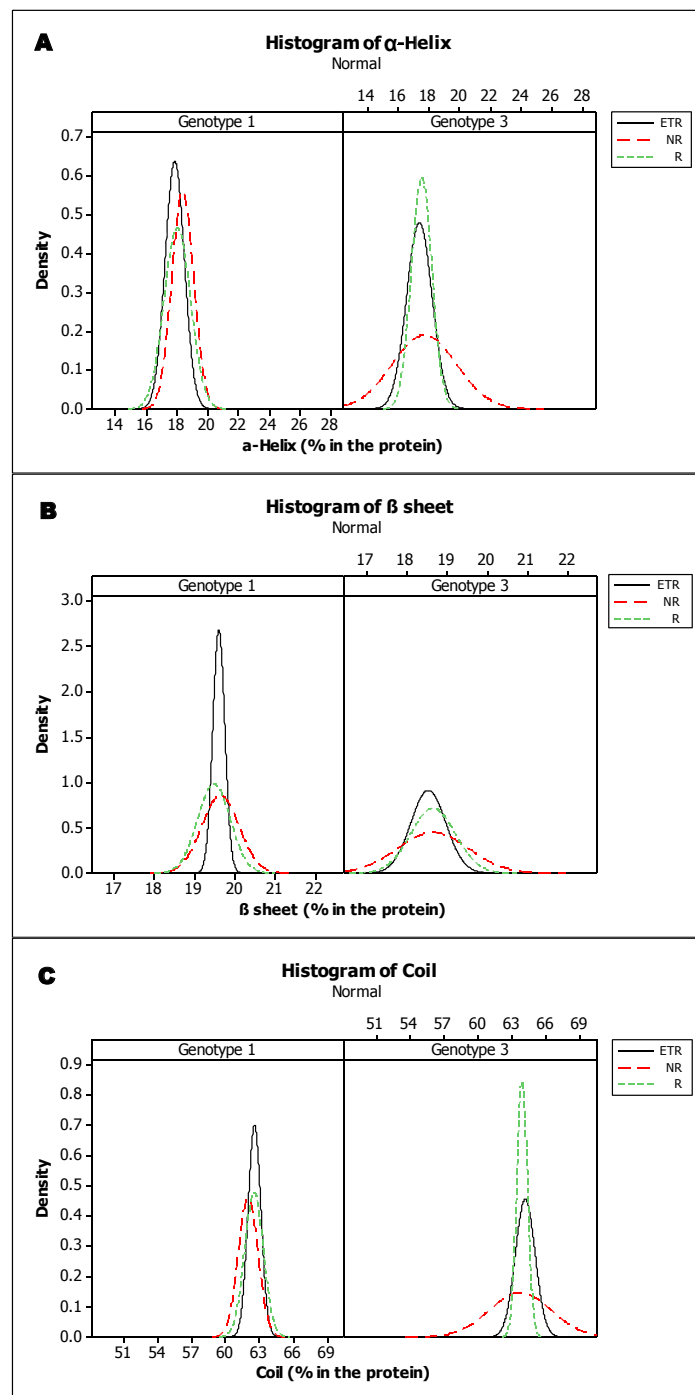 A
Histogram of α-Helix
Normal
14 16 18 20 22 24 26 28
Genotype 1 Genotype 3
ETR
NR
R
0.7
0.6
0.5
0.4
0.3
0.2
0.1
0.0
Density
14 16 18 20 22 24 26 28
a-Helix (% in the protein)
B
Histogram of ß sheet
Normal
17 18 19 20 21 22
Genotype 1 Genotype 3
ETR
NR
R
3.0
2.5
2.0
1.5
1.0
0.5
0.0
Density
17 18 19 20 21 22
ß sheet (% in the protein)
C
Histogram of Coil
Normal
51 54 57 60 63 66 69
Genotype 1 Genotype 3
ETR
NR
R
0.9
0.8
0.7
0.6
0.5
0.4
0.3
0.2
0.1
0.0
Density
51 54 57 60 63 66 69
Coil (% in the protein)